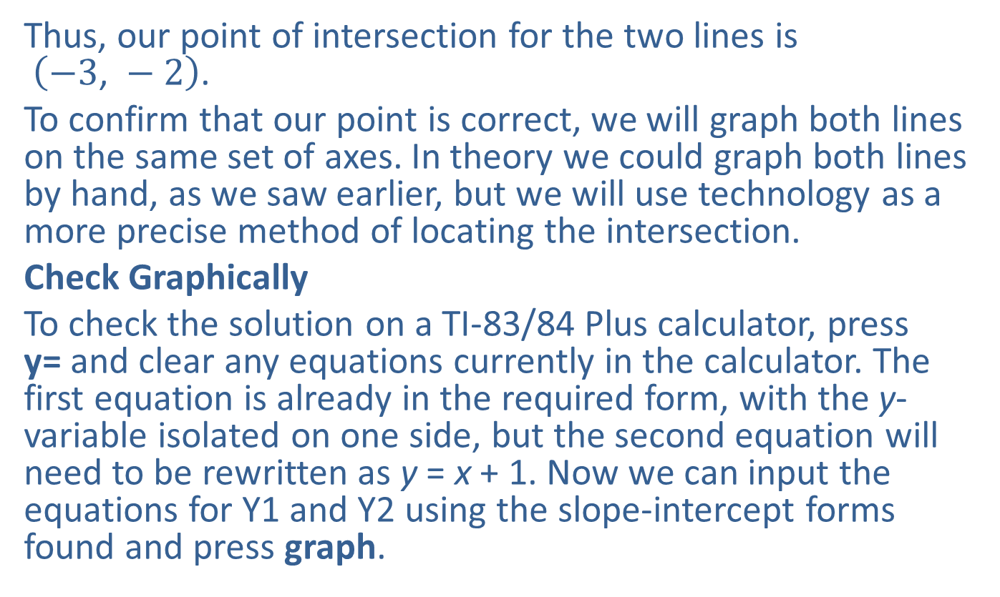 Thus, our point of intersection for the two lines is
(−3, − 2).
To confirm that our point is correct, we will graph both lines
on the same set of axes. In theory we could graph both lines
by hand, as we saw earlier, but we will use technology as a
more precise method of locating the intersection.
Check Graphically
To check the solution on a TI-83/84 Plus calculator, press
y= and clear any equations currently in the calculator. The
first equation is already in the required form, with the y-
variable isolated on one side, but the second equation will
need to be rewritten as y = x + 1. Now we can input the
equations for Y1 and Y2 using the slope-intercept forms
found and press graph.